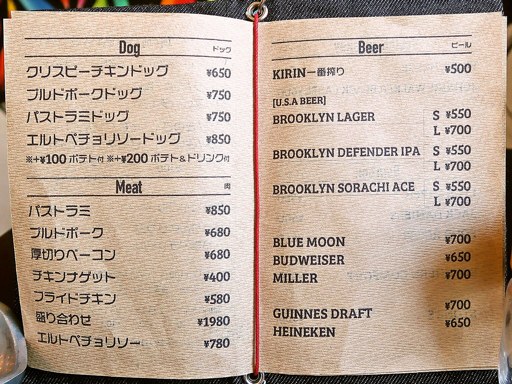 Dog ドッグ
クリスピーチキンドッグ ¥650
プルドポークドッグ ¥750
パストラミドッグ ¥750
エルトペチョリソードッグ ¥850
※+¥100 ポテト付 ※+¥200 ポテト&ドリンク付
Meat 肉
パストラミ ¥850
プルドポーク ¥680
厚切りベーコン ¥680
チキンナゲット ¥400
フライドチキン ¥580
盛り合わせ ¥1980
エルトペチョリソー ¥780
Beer ビール
KIRIN一番搾り ¥500
[U.S.A BEER]
BROOKLYN LAGER S ¥550
L ¥700
BROOKLYN DEFENDER IPA S ¥550
L ¥700
BROOKLYN SORACHI ACE S ¥550
L ¥700
BLUE MOON ¥700
BUDWEISER ¥650
MILLER ¥700
GUINNES DRAFT ¥700
HEINEKEN ¥650